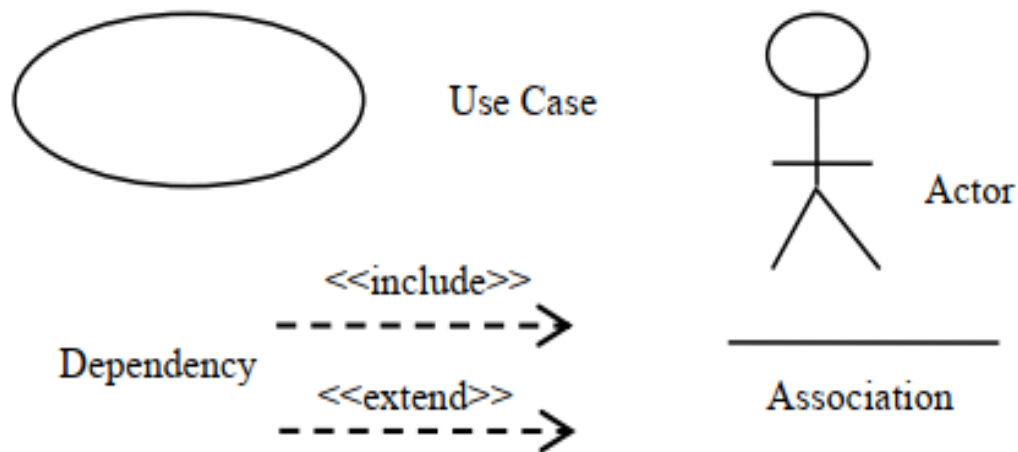 Use Case
Actor
<<include>>
Dependency
<<extend>>
Association